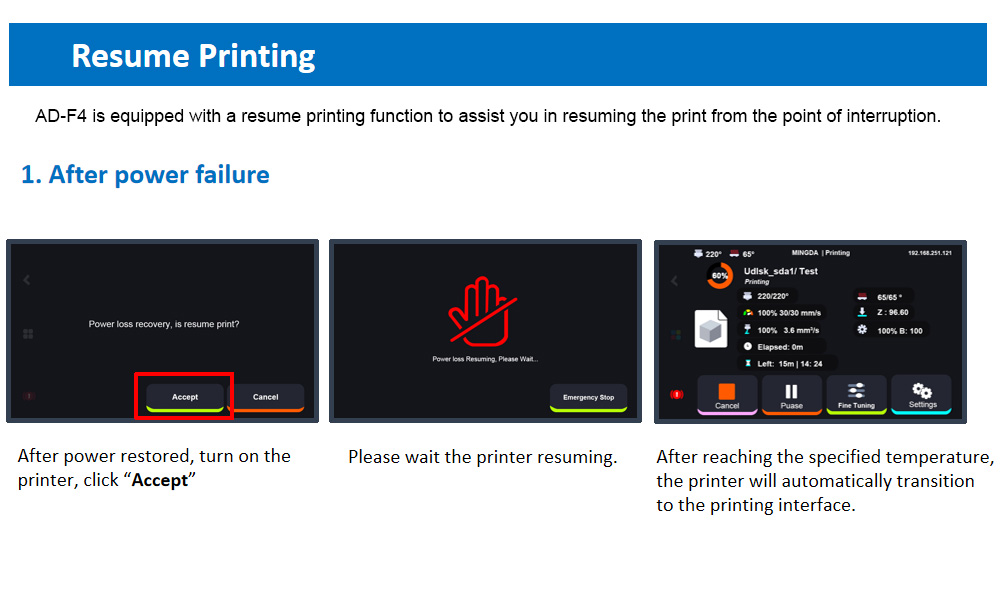 Resume Printing
AD-F4 is equipped with a resume printing function to assist you in resuming the print from the point of interruption.
1. After power failure
Power loss recovery, is resume print?
Accept
Cancel
After power restored, turn on the
printer, click “Accept”
Power loss Resuming, Please Wait...
Emergency Stop
Please wait the printer resuming.
220° 65° MINGDA | Printing 192.168.251.121
60%
Udlsk_sda1/ Test
Printing
220/220° 65/65 °
100% 30/30 mm/s Z : 96.60
100% 3.6 mm³/s 100% B: 100
Elapsed: 0m
Left: 15m | 14: 24
Cancel
Puase
Fine Tuning
Settings
After reaching the specified temperature,
the printer will automatically transition
to the printing interface.